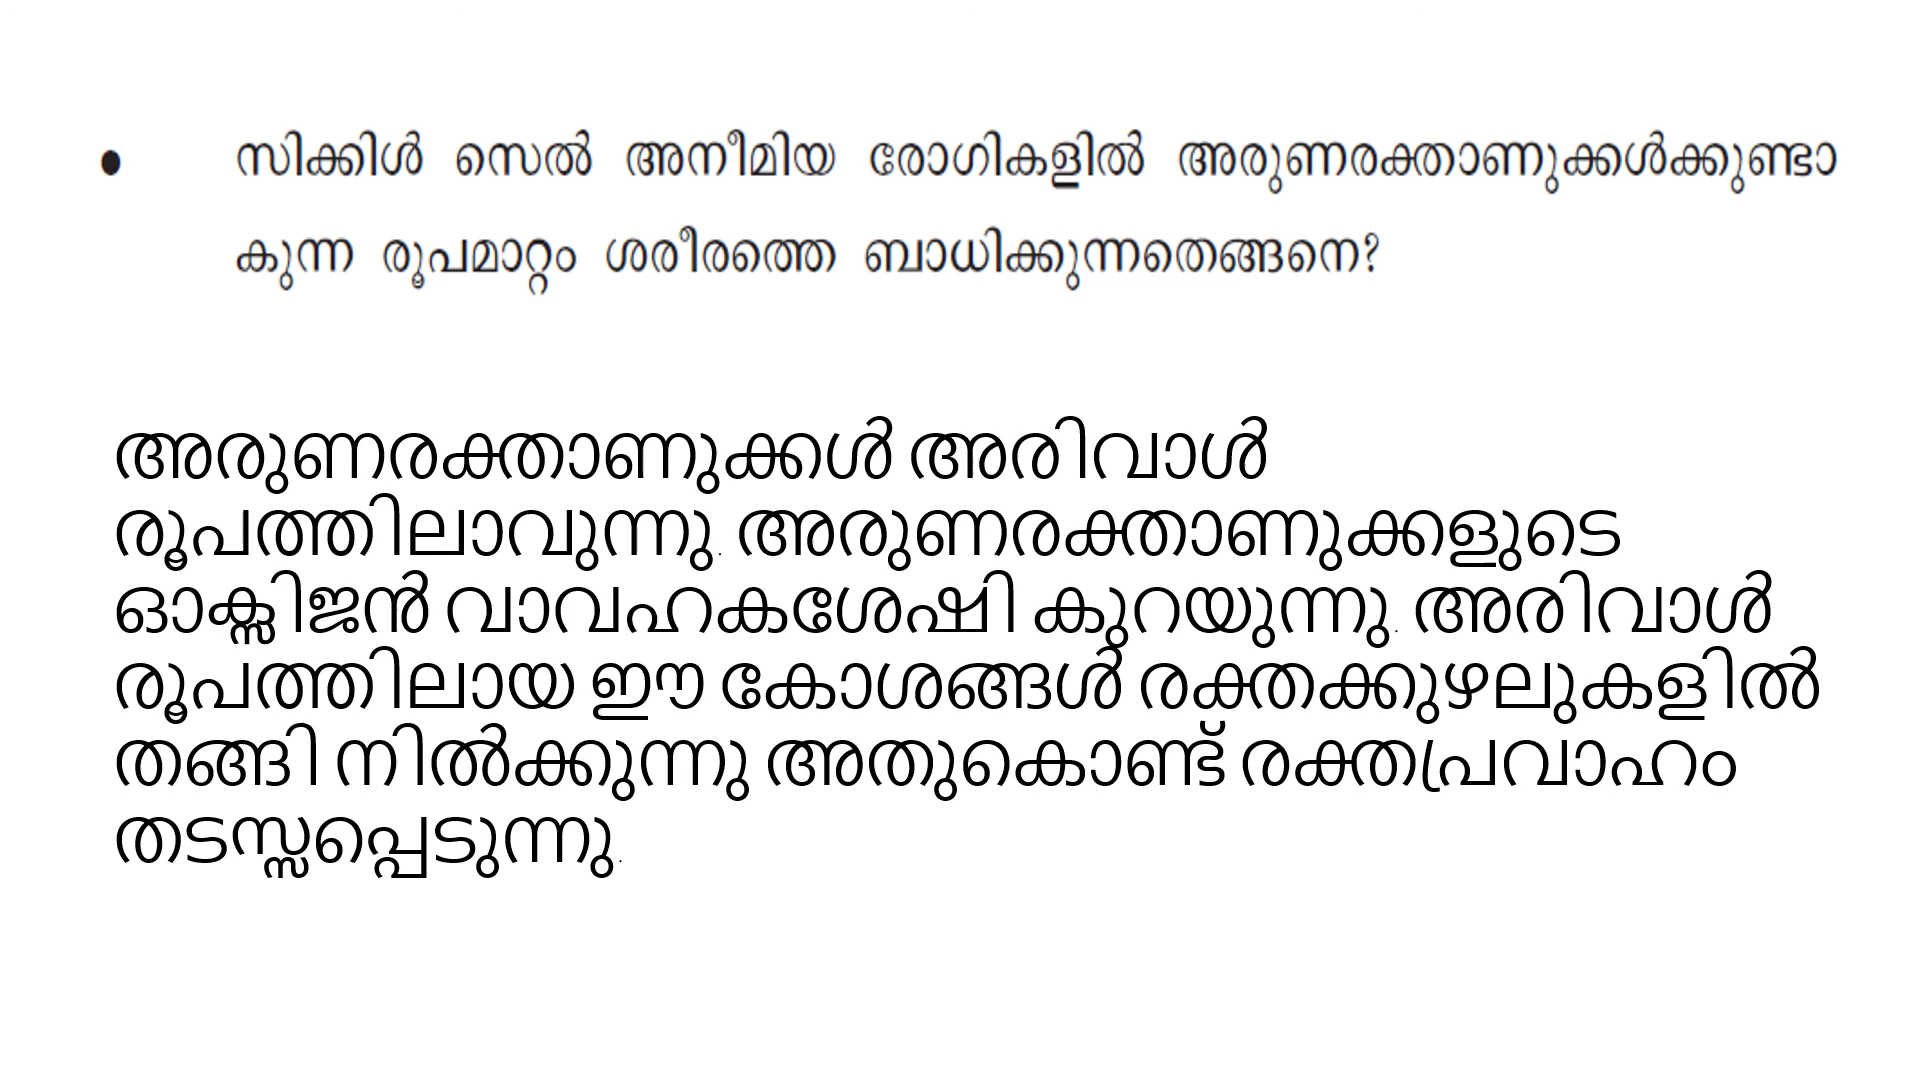 • സിക്കിൾ സെൽ അനീമിയ രോഗികളിൽ അരുണരക്താണുക്കൾക്കുണ്ടാ
കുന്ന രൂപമാറ്റം ശരീരത്തെ ബാധിക്കുന്നതെങ്ങനെ?
അരുണരക്താണുക്കൾ അരിവാൾ
രൂപത്തിലാവുന്നു. അരുണരക്താണുക്കളുടെ
ഓക്സിജൻ വാവഹകശേഷി കുറയുന്നു. അരിവാൾ
രൂപത്തിലായ ഈ കോശങ്ങൾ രക്തക്കുഴലുകളിൽ
തങ്ങി നിൽക്കുന്നു അതുകൊണ്ട് രക്തപ്രവാഹം
തടസ്സപ്പെടുന്നു.